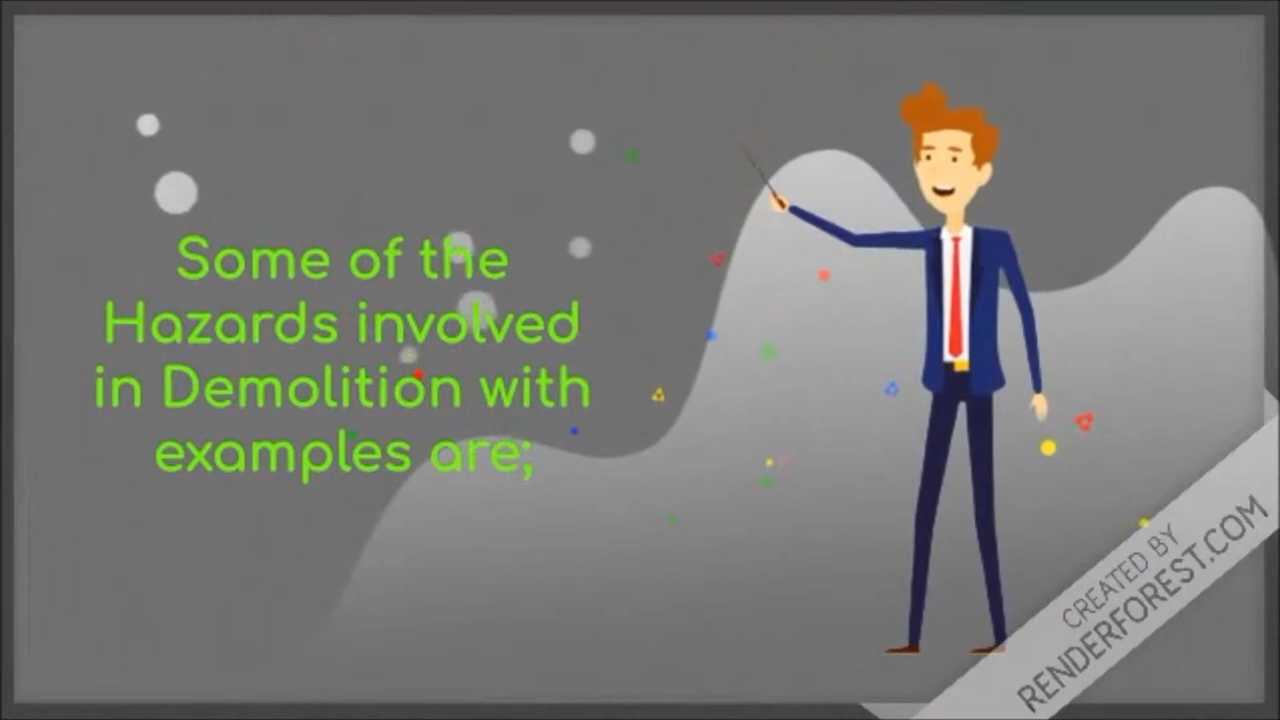 Some of the
Hazards involved
in Demolition with
examples are;
CREATED BY
RENDERFOREST.COM